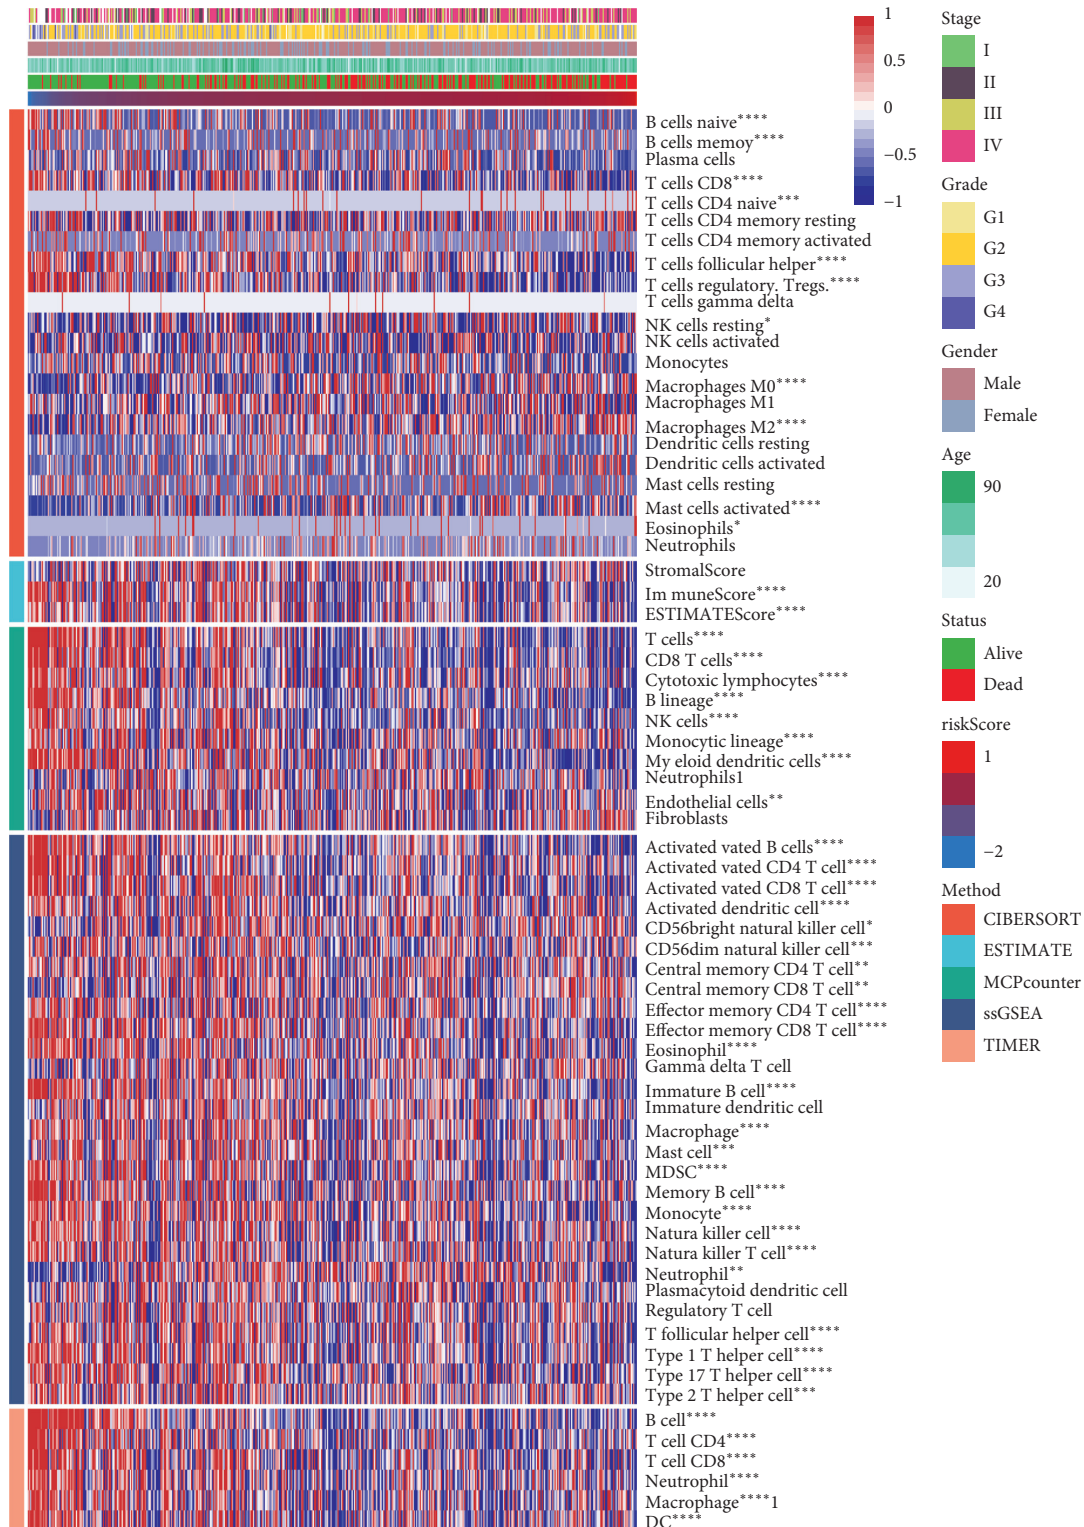 1
0.5
0
−0.5
−1
B cells naive****
B cells memoy****
Plasma cells
T cells CD8****
T cells CD4 naive***
T cells CD4 memory resting
T cells CD4 memory activated
T cells follicular helper****
T cells regulatory. Tregs.****
T cells gamma delta
NK cells resting*
NK cells activated
Monocytes
Macrophages M0****
Macrophages M1
Macrophages M2****
Dendritic cells resting
Dendritic cells activated
Mast cells resting
Mast cells activated****
Eosinophils*
Neutrophils
StromalScore
Im muneScore****
ESTIMATEScore****
T cells****
CD8 T cells****
Cytotoxic lymphocytes****
B lineage****
NK cells****
Monocytic lineage****
My eloid dendritic cells****
Neutrophils1
Endothelial cells**
Fibroblasts
Activated vated B cells****
Activated vated CD4 T cell****
Activated vated CD8 T cell****
Activated dendritic cell****
CD56bright natural killer cell*
CD56dim natural killer cell***
Central memory CD4 T cell**
Central memory CD8 T cell**
Effector memory CD4 T cell****
Effector memory CD8 T cell****
Eosinophil****
Gamma delta T cell
Immature B cell****
Immature dendritic cell
Macrophage****
Mast cell***
MDSC****
Memory B cell****
Monocyte****
Natura killer cell****
Natura killer T cell****
Neutrophil**
Plasmacytoid dendritic cell
Regulatory T cell
T follicular helper cell****
Type 1 T helper cell****
Type 17 T helper cell****
Type 2 T helper cell***
B cell****
T cell CD4****
T cell CD8****
Neutrophil****
Macrophage****1
DC****
Stage
I
II
III
IV
Grade
G1
G2
G3
G4
Gender
Male
Female
Age
90
20
Status
Alive
Dead
riskScore
1
−2
Method
CIBERSORT
ESTIMATE
MCPcounter
ssGSEA
TIMER